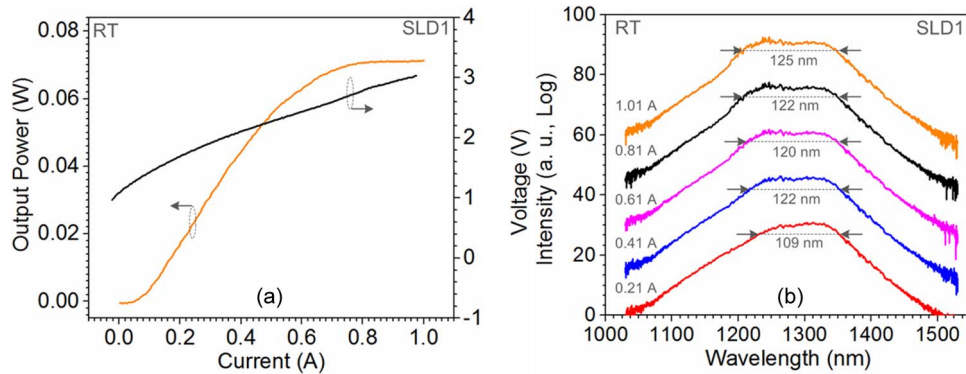 RT
SLD1
0.08
0.06
0.04
0.02
0.00
Output Power (W)
4
3
2
1
0
-1
Voltage (V)
0.0
0.2
0.4
0.6
0.8
1.0
Current (A)
(a)
RT
SLD1
100
80
60
40
20
0
Intensity (a. u., Log)
125 nm
1.01 A
122 nm
0.81 A
120 nm
0.61 A
122 nm
0.41 A
109 nm
0.21 A
(b)
1000
1100
1200
1300
1400
1500
Wavelength (nm)